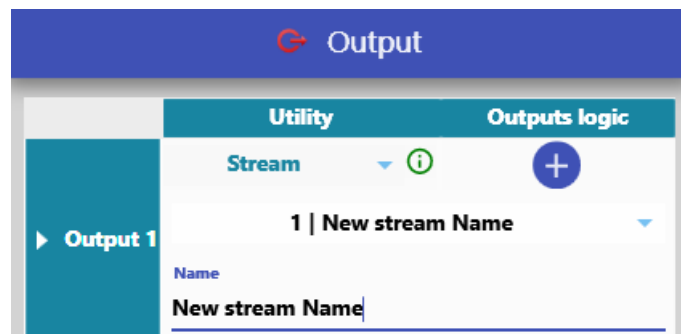 Output
Utility
Outputs logic
Stream
Output 1
1 | New stream Name
Name
New stream Name